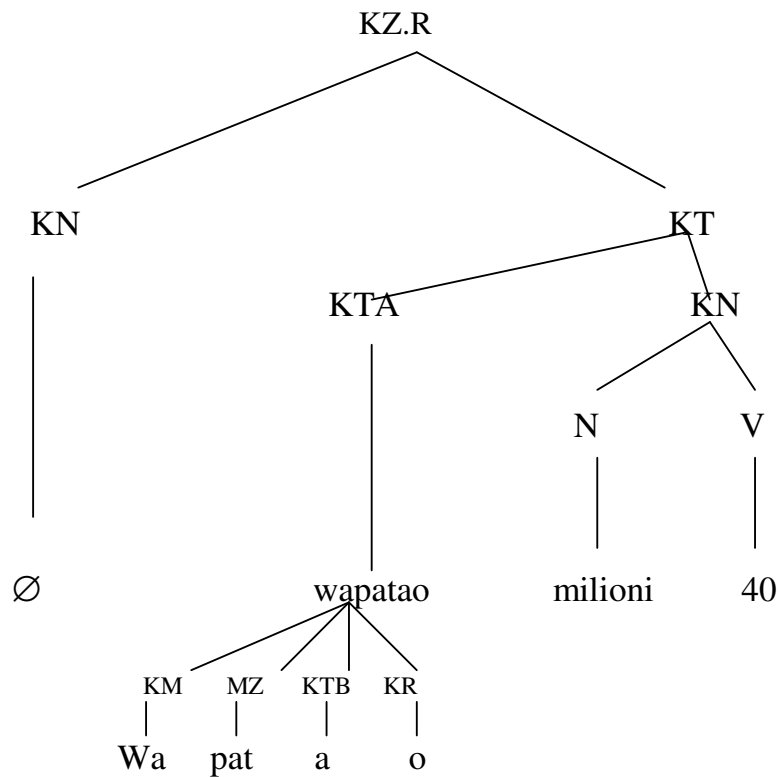 KZ.R
KN KT
KTA KN
N V
∅ wapatao milioni 40
KM MZ KTB KR
Wa pat a o